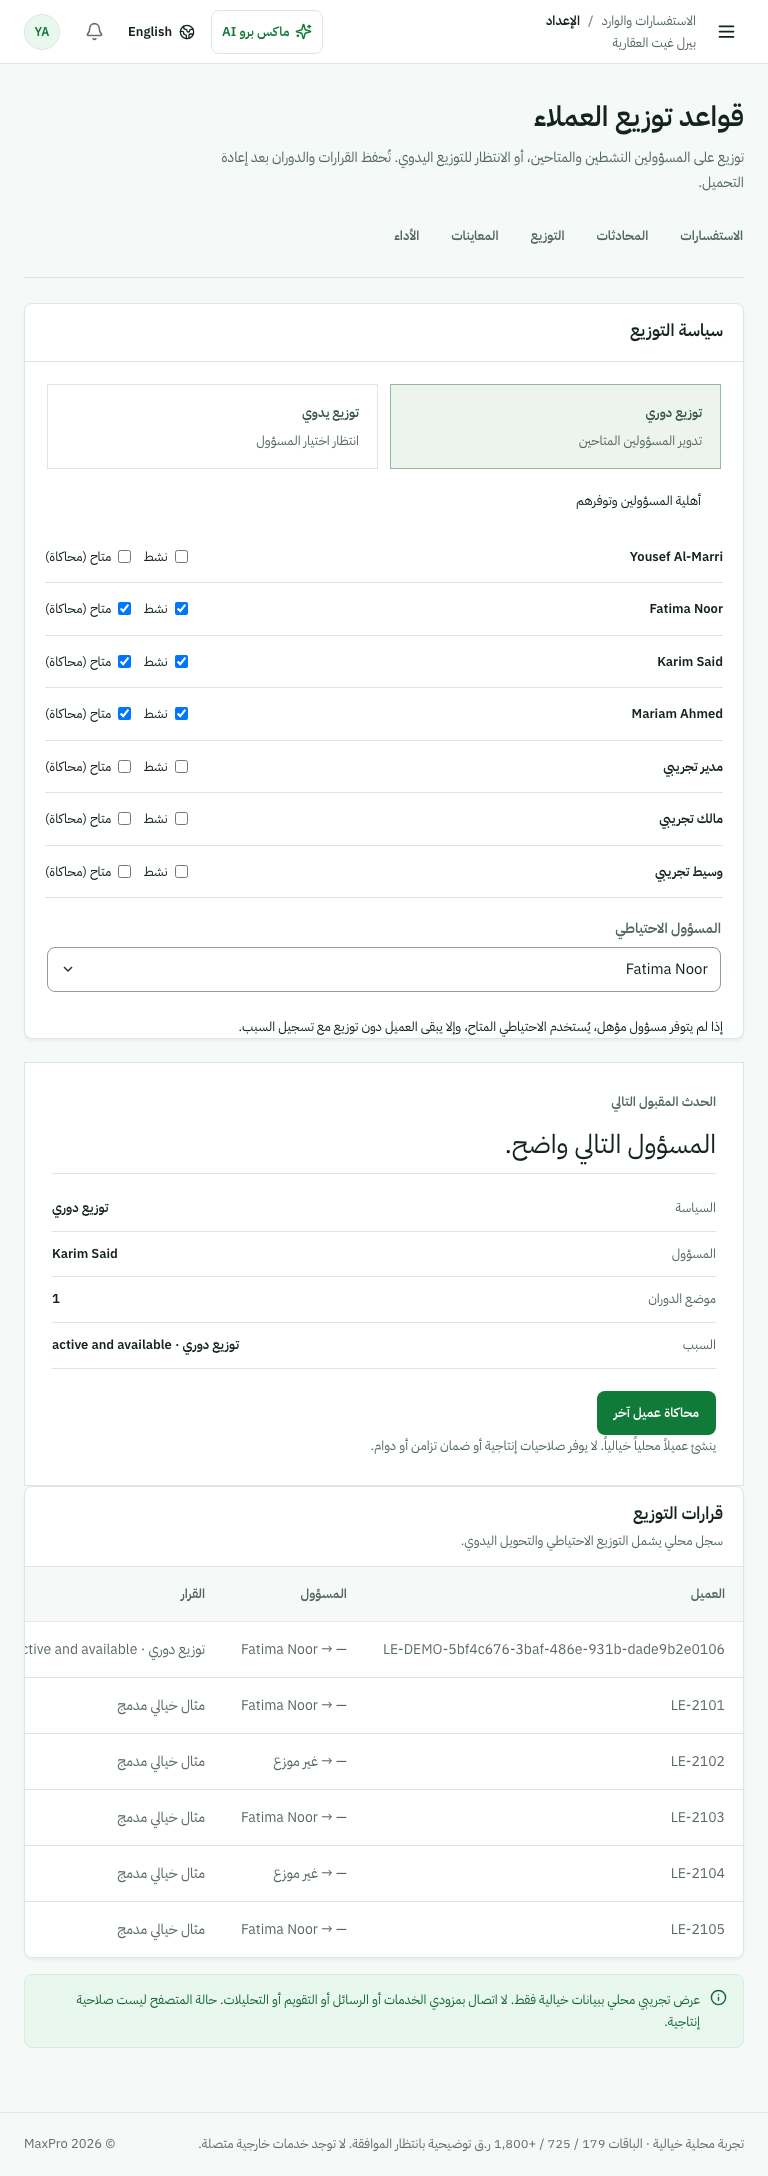 الاستفسارات والوارد / الإعداد
بيرل غيت العقارية
ماكس برو AI
English
YA
قواعد توزيع العملاء
توزيع على المسؤولين النشطين والمتاحين، أو الانتظار للتوزيع اليدوي. تُحفظ القرارات والدوران بعد إعادة
التحميل.
الاستفسارات المحادثات التوزيع المعاينات الأداء
سياسة التوزيع
توزيع دوري
تدوير المسؤولين المتاحين
توزيع يدوي
انتظار اختيار المسؤول
أهلية المسؤولين وتوفرهم
Yousef Al-Marri نشط متاح (محاكاة)
Fatima Noor نشط متاح (محاكاة)
Karim Said نشط متاح (محاكاة)
Mariam Ahmed نشط متاح (محاكاة)
مدير تجريبي نشط متاح (محاكاة)
مالك تجريبي نشط متاح (محاكاة)
وسيط تجريبي نشط متاح (محاكاة)
المسؤول الاحتياطي
Fatima Noor
إذا لم يتوفر مسؤول مؤهل، يُستخدم الاحتياطي المتاح، وإلا يبقى العميل دون توزيع مع تسجيل السبب.
الحدث المقبول التالي
المسؤول التالي واضح.
السياسة توزيع دوري
المسؤول Karim Said
موضع الدوران 1
السبب توزيع دوري · active and available
محاكاة عميل آخر
ينشئ عميلاً محلياً خيالياً. لا يوفر صلاحيات إنتاجية أو ضمان تزامن أو دوام.
قرارات التوزيع
سجل محلي يشمل التوزيع الاحتياطي والتحويل اليدوي.
العميل المسؤول القرار
LE-DEMO-5bf4c676-3baf-486e-931b-dade9b2e0106 — → Fatima Noor توزيع دوري · ctive and available
LE-2101 — → Fatima Noor مثال خيالي مدمج
LE-2102 — → غير موزع مثال خيالي مدمج
LE-2103 — → Fatima Noor مثال خيالي مدمج
LE-2104 — → غير موزع مثال خيالي مدمج
LE-2105 — → Fatima Noor مثال خيالي مدمج
عرض تجريبي محلي ببيانات خيالية فقط. لا اتصال بمزودي الخدمات أو الرسائل أو التقويم أو التحليلات. حالة المتصفح ليست صلاحية
إنتاجية.
تجربة محلية خيالية · الباقات 179 / 725 / +1,800 ر.ق توضيحية بانتظار الموافقة. لا توجد خدمات خارجية متصلة.
© 2026 MaxPro